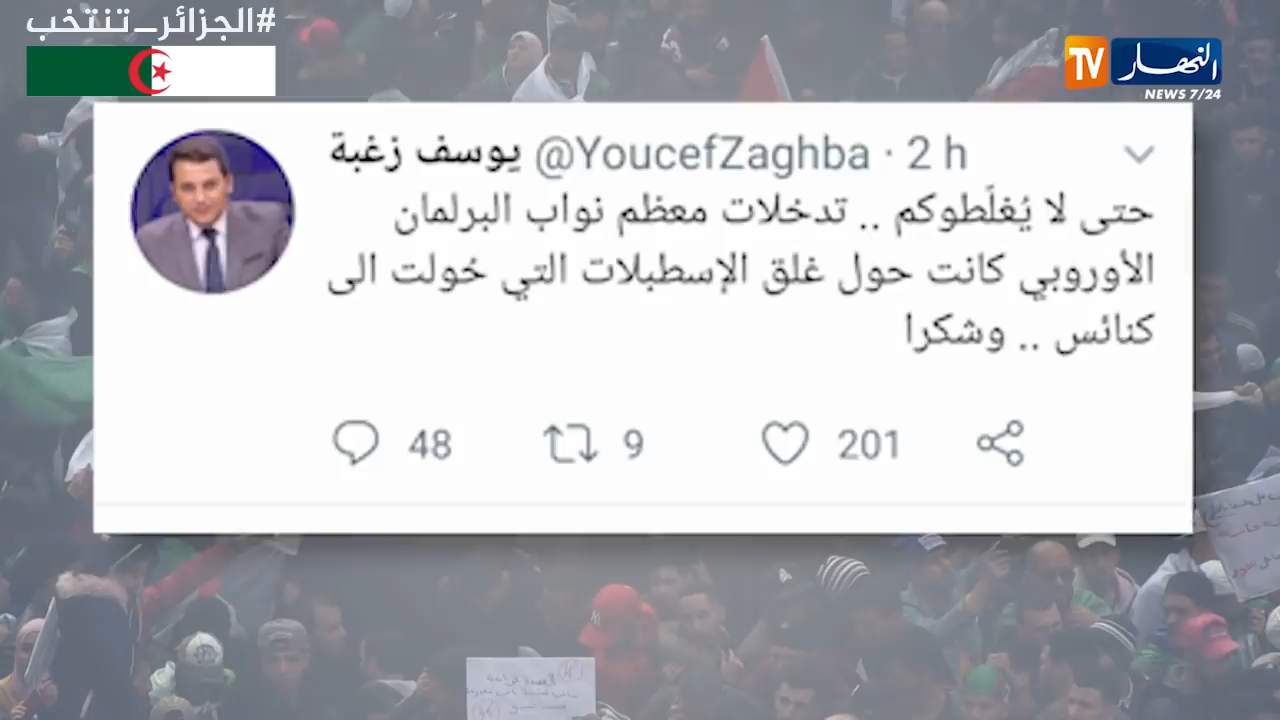 #الجزائر_تنتخب
TV النهار
NEWS 7/24
يوسف زغبة @YoucefZaghba · 2 h
حتى لا يُغلَطوكم .. تدخلات معظم نواب البرلمان
الأوروبي كانت حول غلق الإسطبلات التي حُولت الى
كنائس .. وشكرا
48 9 201